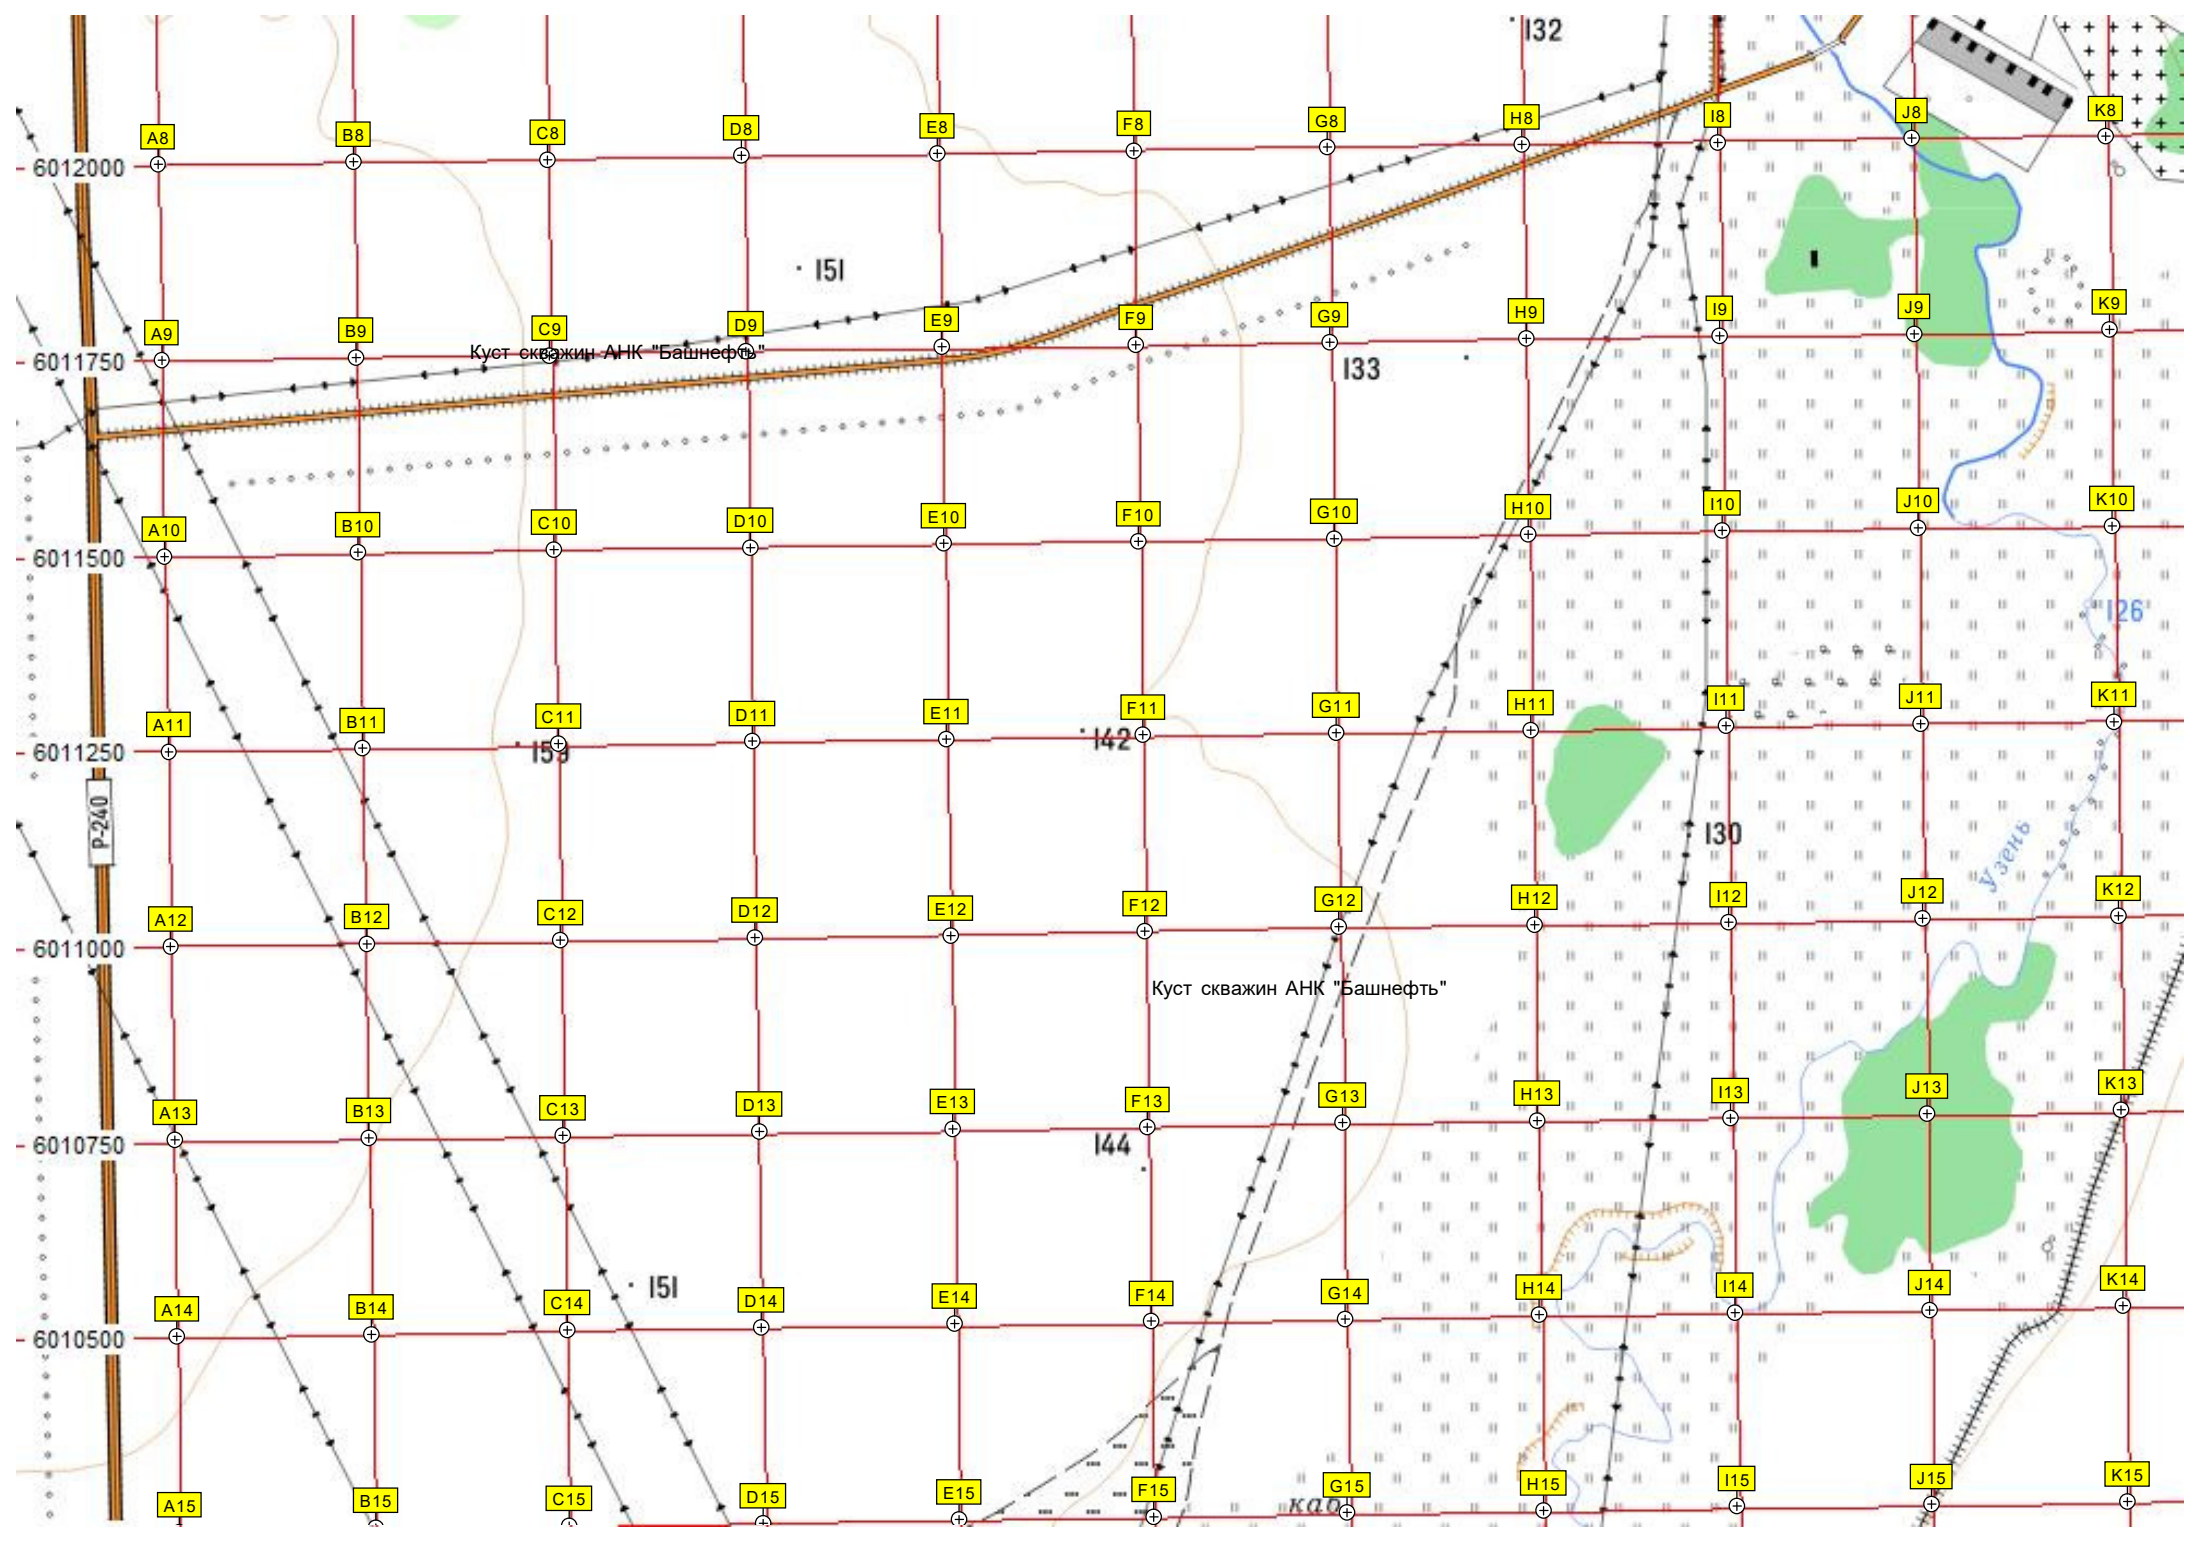 132
A8 B8 C8 D8 E8 F8 G8 H8 I8 J8 K8
6012000
151
A9 B9 C9 D9 E9 F9 G9 H9 I9 J9 K9
Куст скважин АНК "Башнефть"
6011750
133
A10 B10 C10 D10 E10 F10 G10 H10 I10 J10 K10
6011500
126
A11 B11 C11 D11 E11 F11 G11 H11 I11 J11 K11
6011250
159
142
P-240
130
Узень
A12 B12 C12 D12 E12 F12 G12 H12 I12 J12 K12
6011000
Куст скважин АНК "Башнефть"
A13 B13 C13 D13 E13 F13 G13 H13 I13 J13 K13
6010750
144
151
A14 B14 C14 D14 E14 F14 G14 H14 I14 J14 K14
6010500
A15 B15 C15 D15 E15 F15 G15 H15 I15 J15 K15
кар